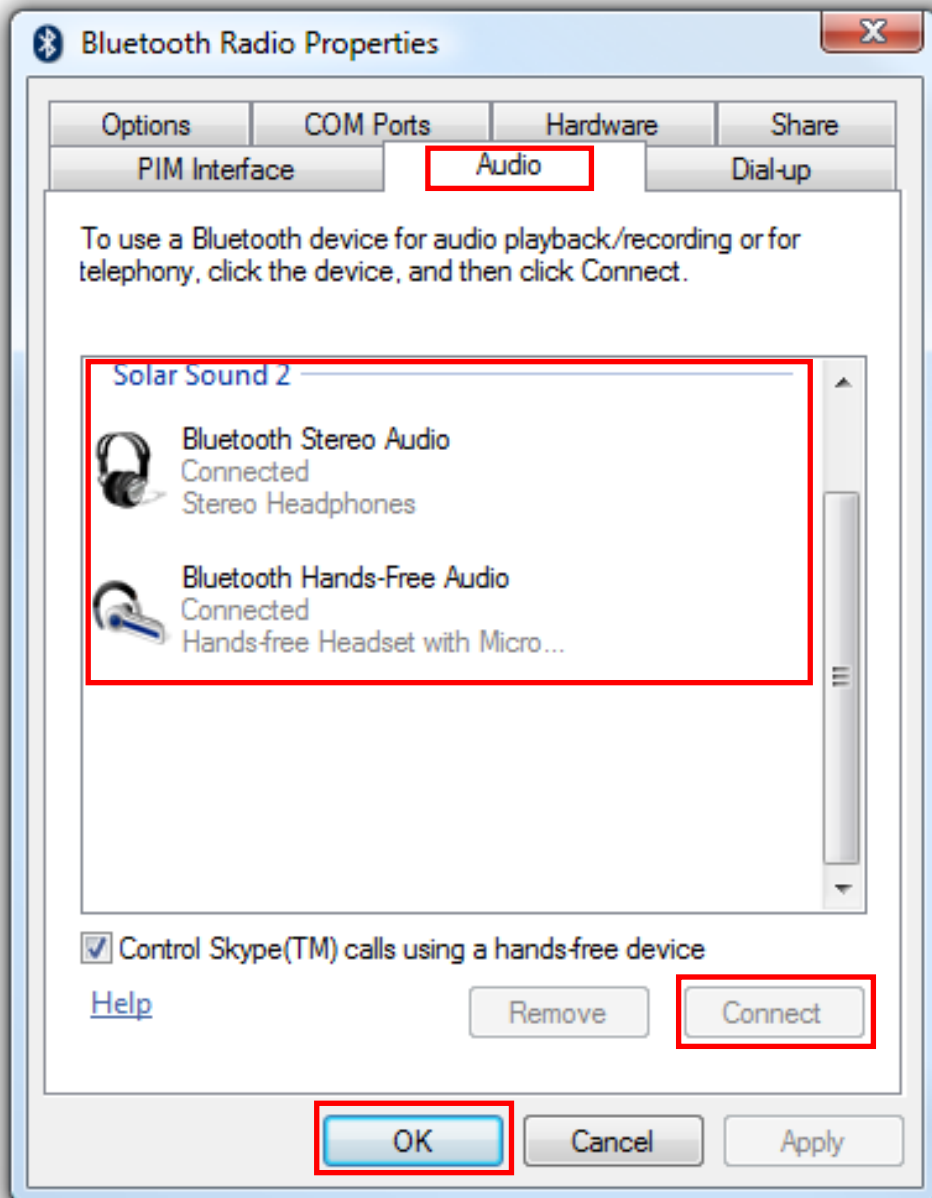 Bluetooth Radio Properties
Options COM Ports Hardware Share
PIM Interface Audio Dial-up
To use a Bluetooth device for audio playback/recording or for
telephony, click the device, and then click Connect.
Solar Sound 2
Bluetooth Stereo Audio
Connected
Stereo Headphones
Bluetooth Hands-Free Audio
Connected
Hands-free Headset with Micro...
Control Skype(TM) calls using a hands-free device
Help Remove Connect
OK Cancel Apply